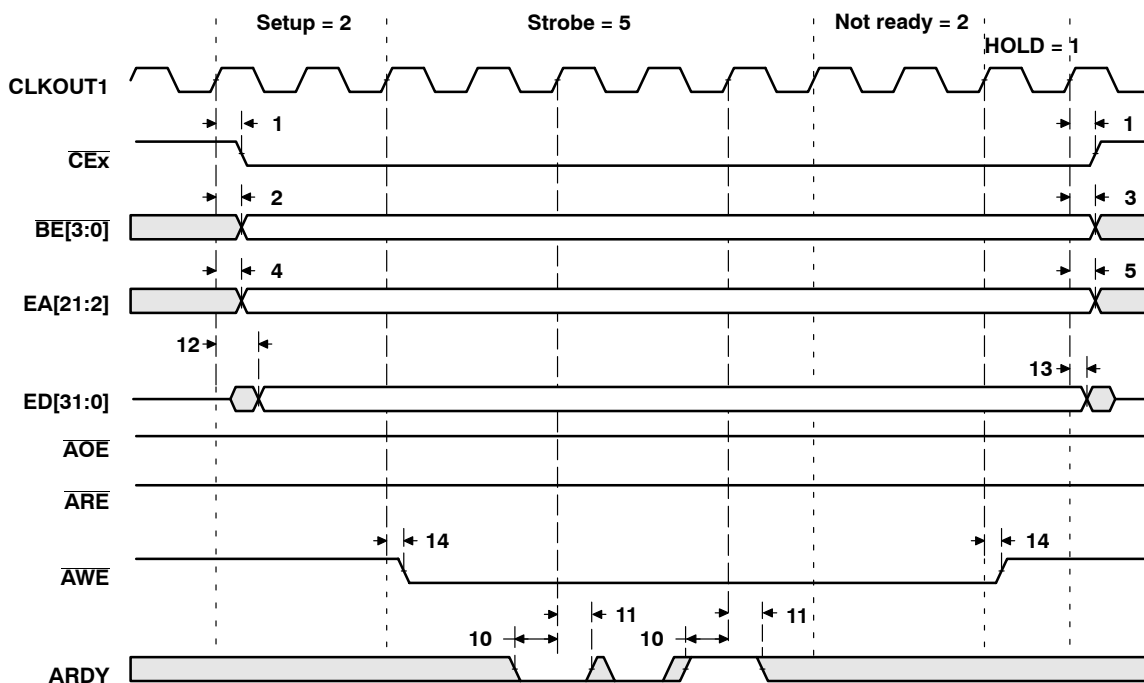 Setup = 2 Strobe = 5 Not ready = 2
HOLD = 1
CLKOUT1
1 1
CEx
2 3
BE[3:0]
4 5
EA[21:2]
12
13
ED[31:0]
AOE
ARE
14 14
AWE
11 11
10 10
ARDY